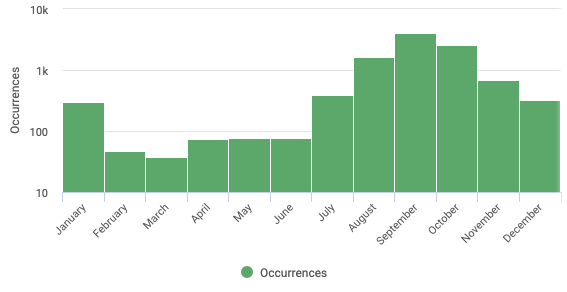 10k
1k
100
10
Occurrences
January
February
March
April
May
June
July
August
September
October
November
December
Occurrences